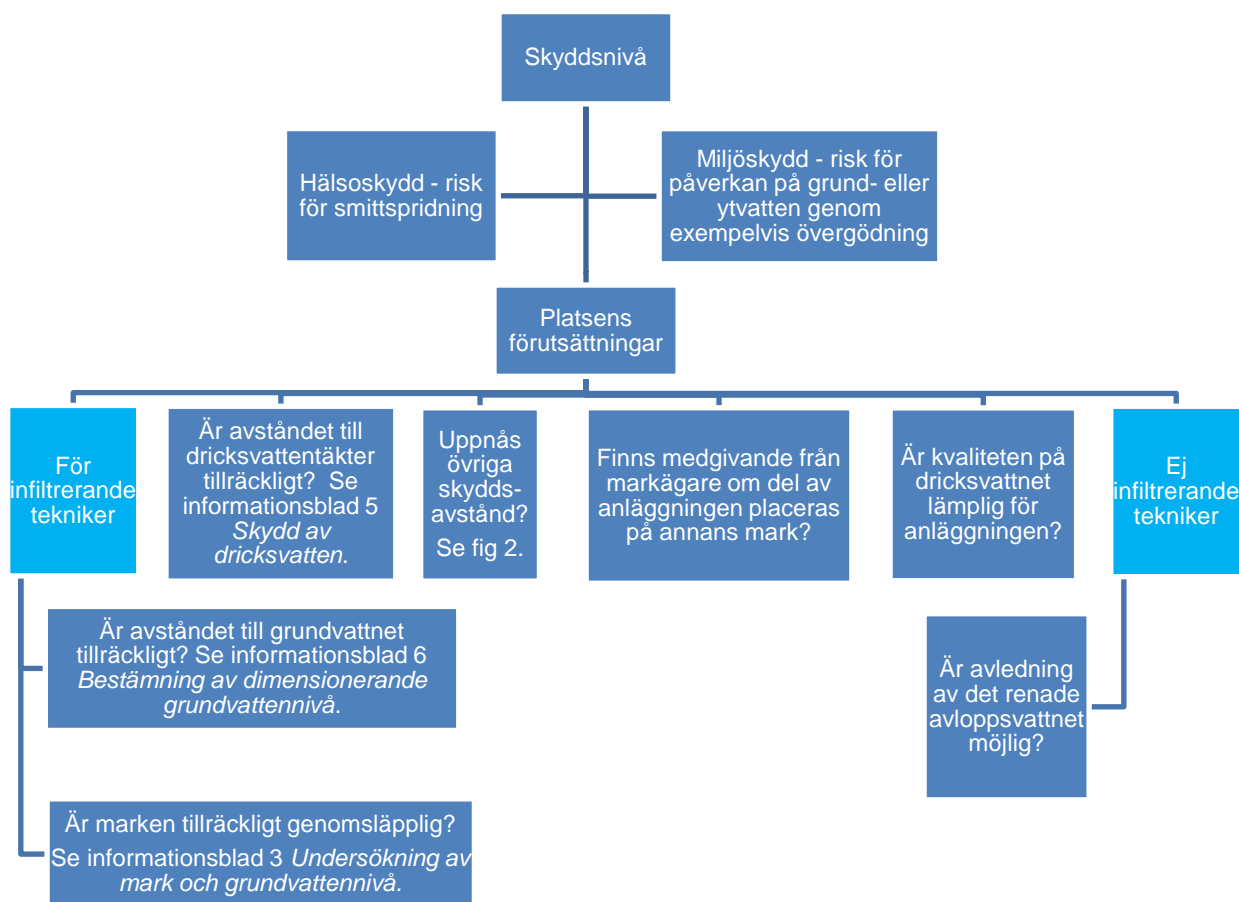 Skyddsnivå
Hälsoskydd - risk
för smittspridning
Miljöskydd - risk för
påverkan på grund- eller
ytvatten genom
exempelvis övergödning
Platsens
förutsättningar
För
infiltrerande
tekniker
Är avståndet till
dricksvattentäkter
tillräckligt? Se
informationsblad 5
Skydd av
dricksvatten.
Uppnås
övriga
skydds-
avstånd?
Se fig 2.
Finns medgivande från
markägare om del av
anläggningen placeras
på annans mark?
Är kvaliteten på
dricksvattnet
lämplig för
anläggningen?
Ej
infiltrerande
tekniker
Är avståndet till grundvattnet
tillräckligt? Se informationsblad 6
Bestämning av dimensionerande
grundvattennivå.
Är avledning
av det renade
avloppsvattnet
möjlig?
Är marken tillräckligt genomsläpplig?
Se informationsblad 3 Undersökning av
mark och grundvattennivå.